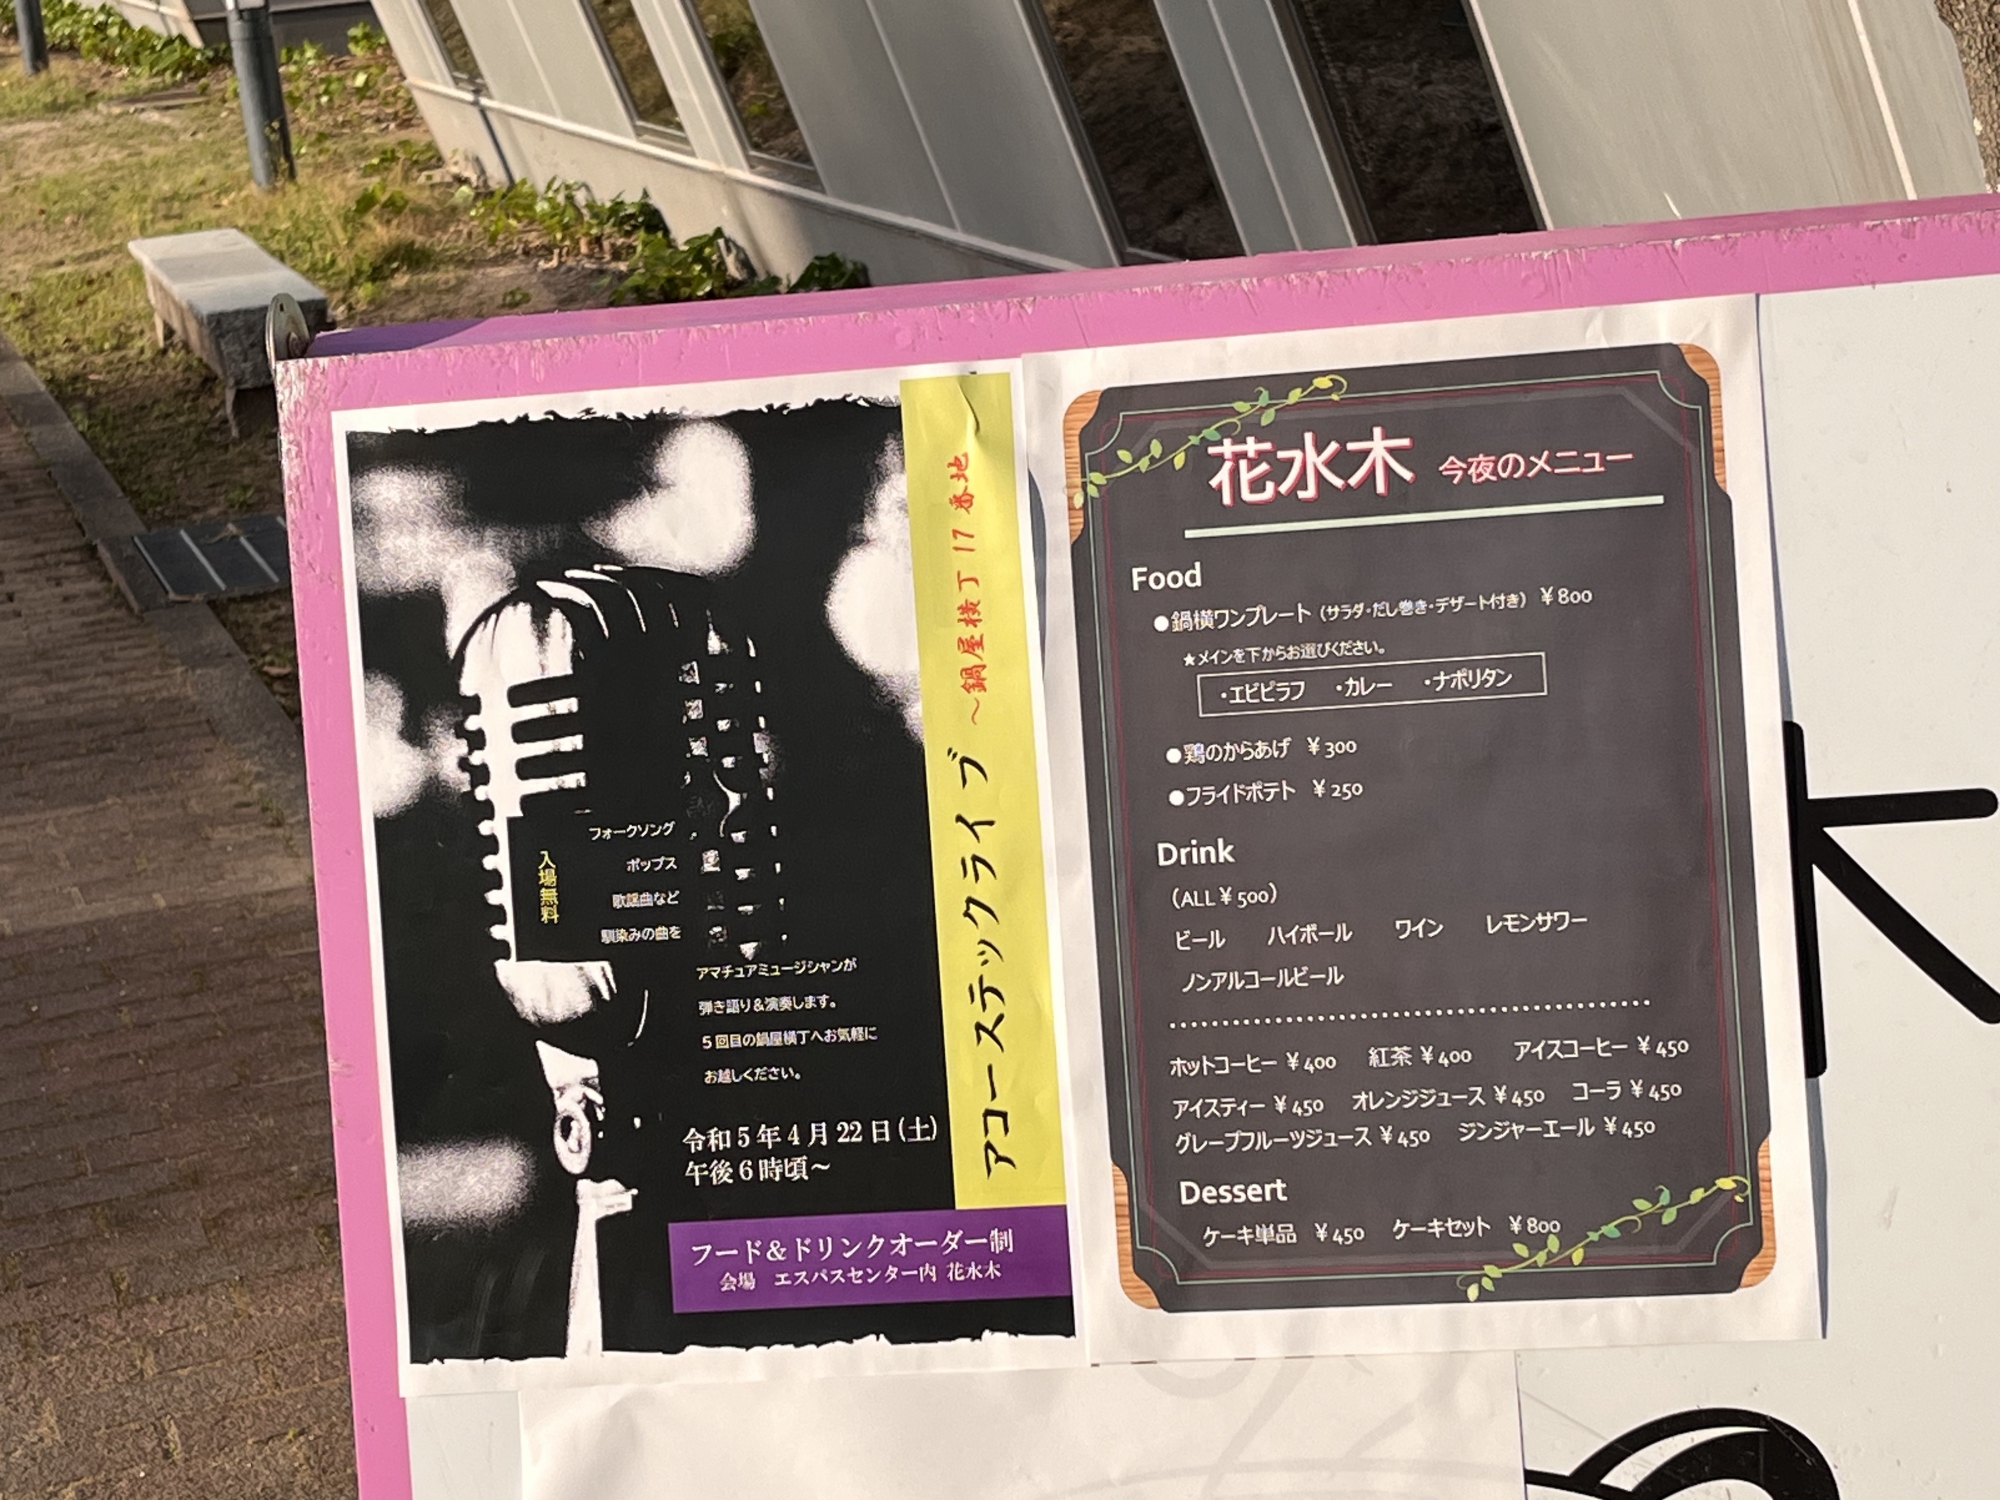 アコーステックライブ ～鍋屋横丁17番地
入場無料
フォークソング
ポップス
歌謡曲など
馴染みの曲を
アマチュアミュージシャンが
弾き語り＆演奏します。
５回目の鍋屋横丁へお気軽に
お越しください。
令和5年4月22日(土)
午後6時頃～
フード＆ドリンクオーダー制
会場 エスパスセンター内 花水木
花水木 今夜のメニュー
Food
●鍋横ワンプレート（サラダ・だし巻き・デザート付き）￥800
★メインを下からお選びください。
・エビピラフ ・カレー ・ナポリタン
●鶏のからあげ ￥300
●フライドポテト ￥250
Drink
（ALL￥500）
ビール ハイボール ワイン レモンサワー
ノンアルコールビール
ホットコーヒー ￥400 紅茶 ￥400 アイスコーヒー ￥450
アイスティー ￥450 オレンジジュース ￥450 コーラ ￥450
グレープフルーツジュース ￥450 ジンジャーエール ￥450
Dessert
ケーキ単品 ￥450 ケーキセット ￥800